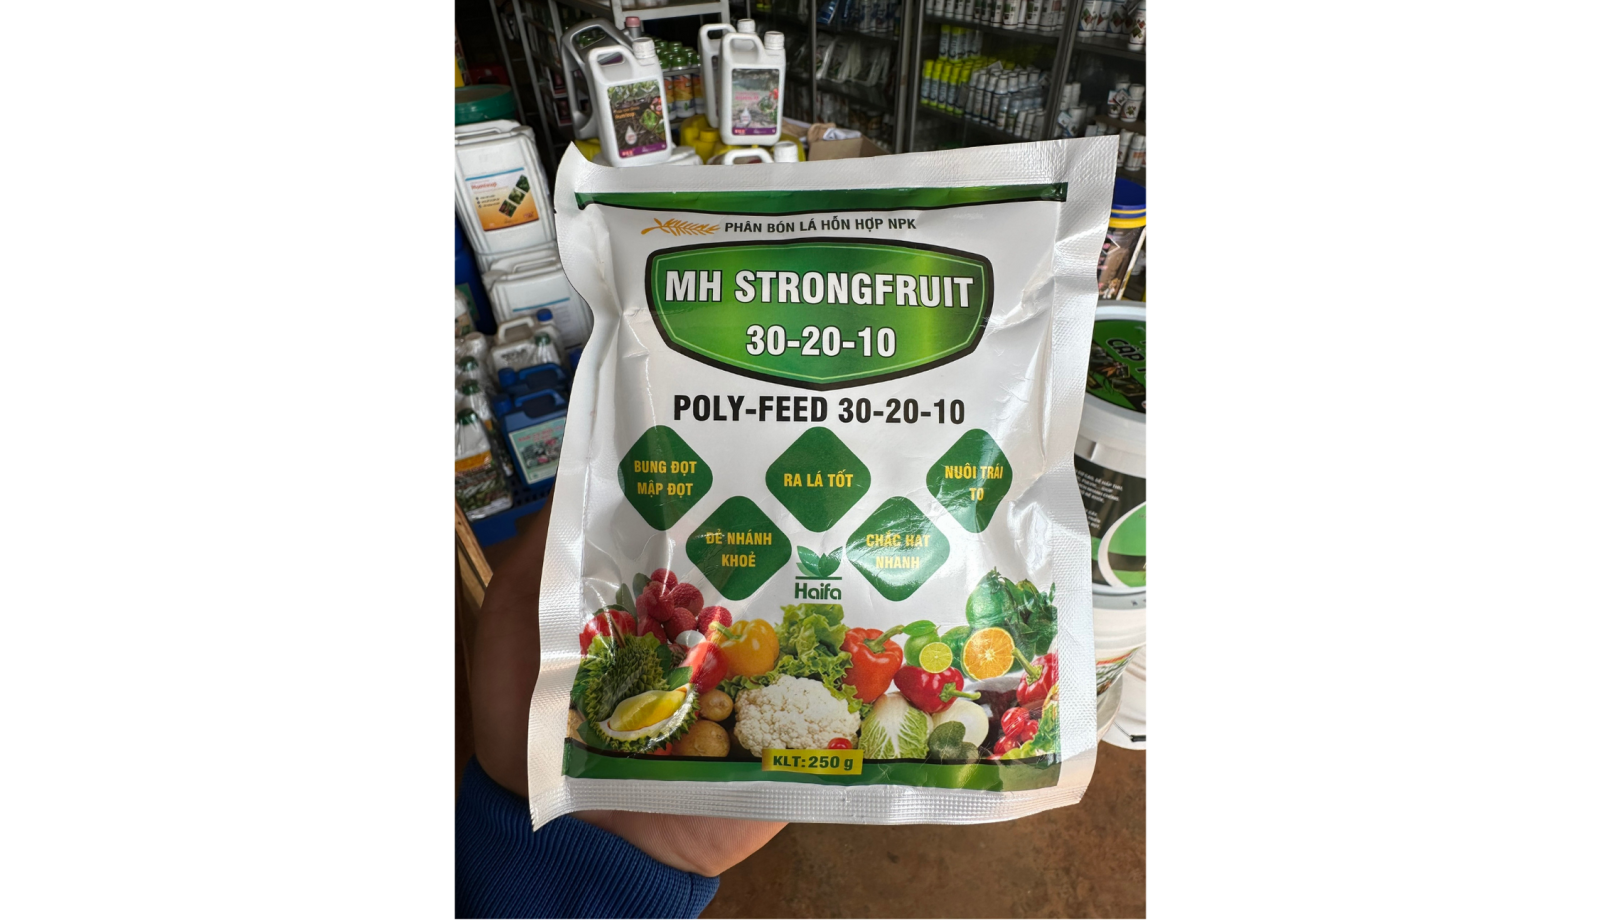 PHÂN BÓN LÁ HỖN HỢP NPK
MH STRONGFRUIT
30-20-10
POLY-FEED 30-20-10
BUNG ĐỌT
MẬP ĐỌT
RA LÁ TỐT
NUÔI TRÁI
TO
ĐẺ NHÁNH
KHOẺ
CHẮC HẠT
NHANH
Haifa
KLT: 250 g